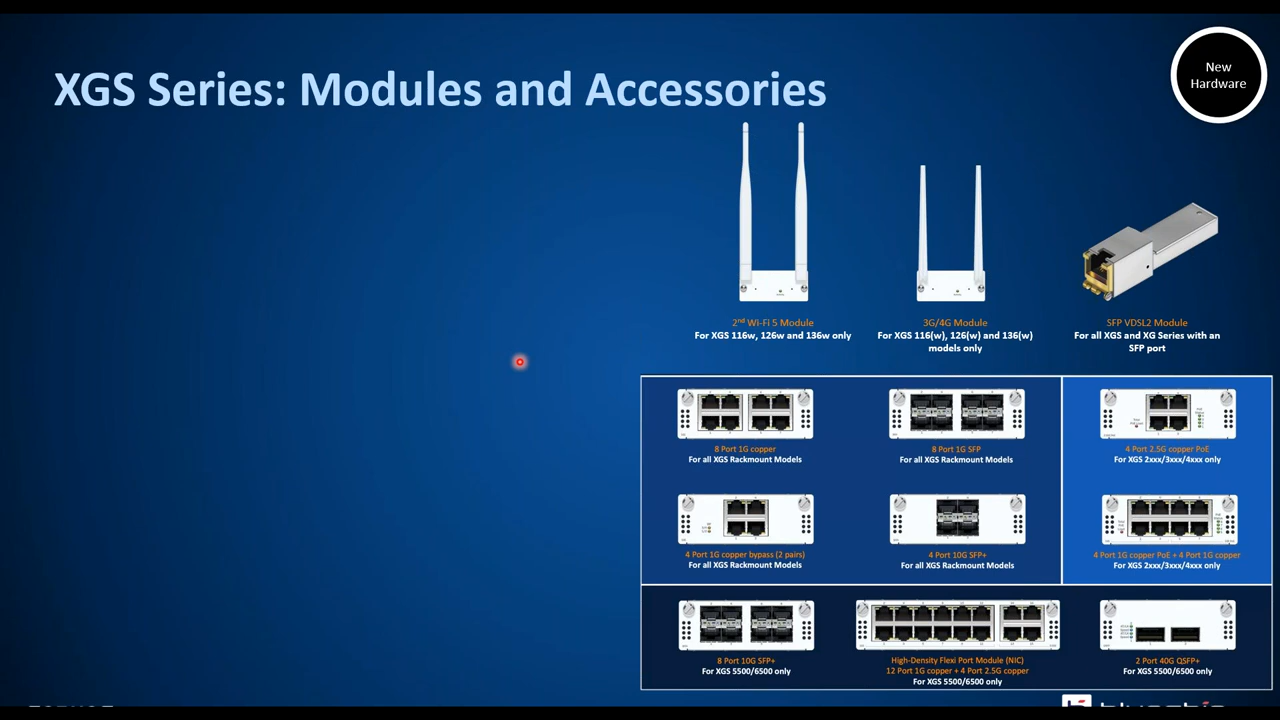 XGS Series: Modules and Accessories
New
Hardware
2nd Wi-Fi 5 Module
For XGS 116w, 126w and 136w only
3G/4G Module
For XGS 116(w), 126(w) and 136(w)
models only
SFP VDSL2 Module
For all XGS and XG Series with an
SFP port
8 Port 1G copper
For all XGS Rackmount Models
8 Port 1G SFP
For all XGS Rackmount Models
4 Port 2.5G copper PoE
For XGS 2xxx/3xxx/4xxx only
4 Port 1G copper bypass (2 pairs)
For all XGS Rackmount Models
4 Port 10G SFP+
For all XGS Rackmount Models
4 Port 1G copper PoE + 4 Port 1G copper
For XGS 2xxx/3xxx/4xxx only
8 Port 10G SFP+
For XGS 5500/6500 only
High-Density Flexi Port Module (NIC)
12 Port 1G copper + 4 Port 2.5G copper
For XGS 5500/6500 only
2 Port 40G QSFP+
For XGS 5500/6500 only